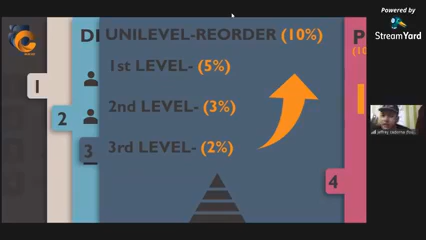 Powered by
StreamYard
DI
UNILEVEL-REORDER (10%)
P
(10
1st LEVEL- (5%)
1
2nd LEVEL- (3%)
2
3rd LEVEL- (2%)
3
4